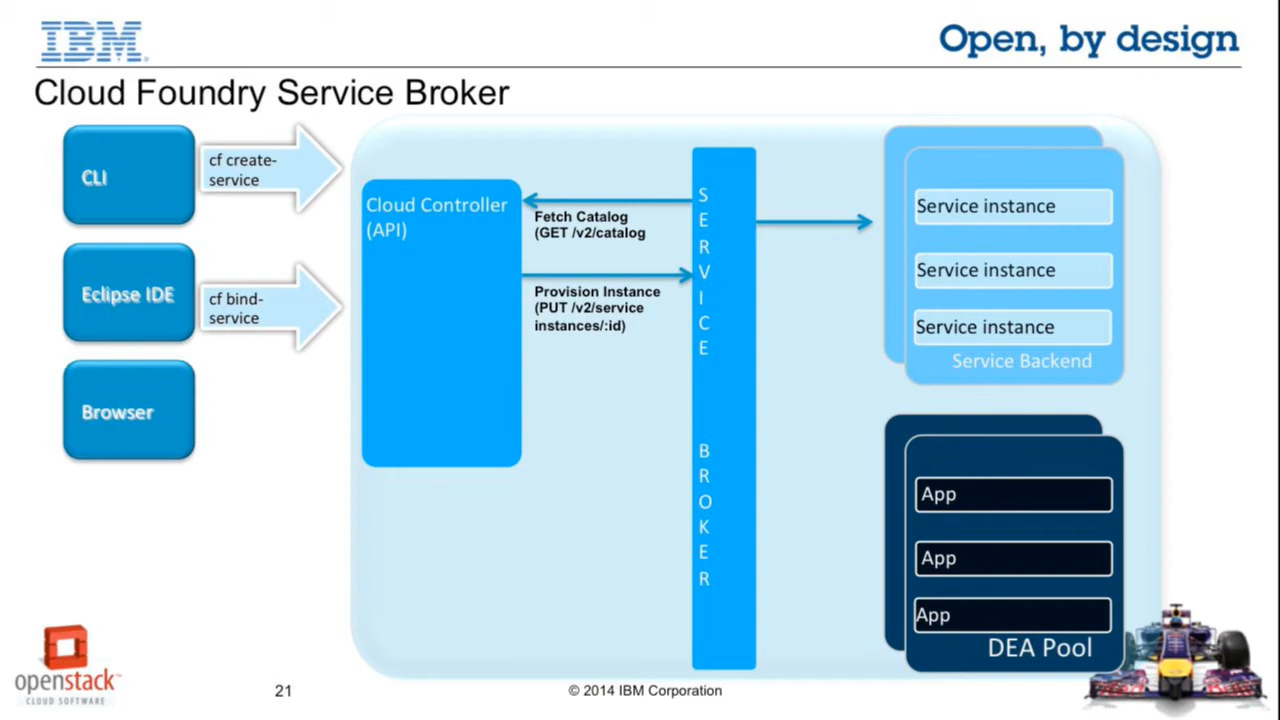 IBM
Open, by design
Cloud Foundry Service Broker
CLI
cf create-
service
Eclipse IDE
cf bind-
service
Browser
Cloud Controller
(API)
Fetch Catalog
(GET /v2/catalog
Provision Instance
(PUT /v2/service
instances/:id)
S
E
R
V
I
C
E
B
R
O
K
E
R
Service instance
Service instance
Service instance
Service Backend
App
App
App
DEA Pool
openstack
CLOUD SOFTWARE
21
© 2014 IBM Corporation